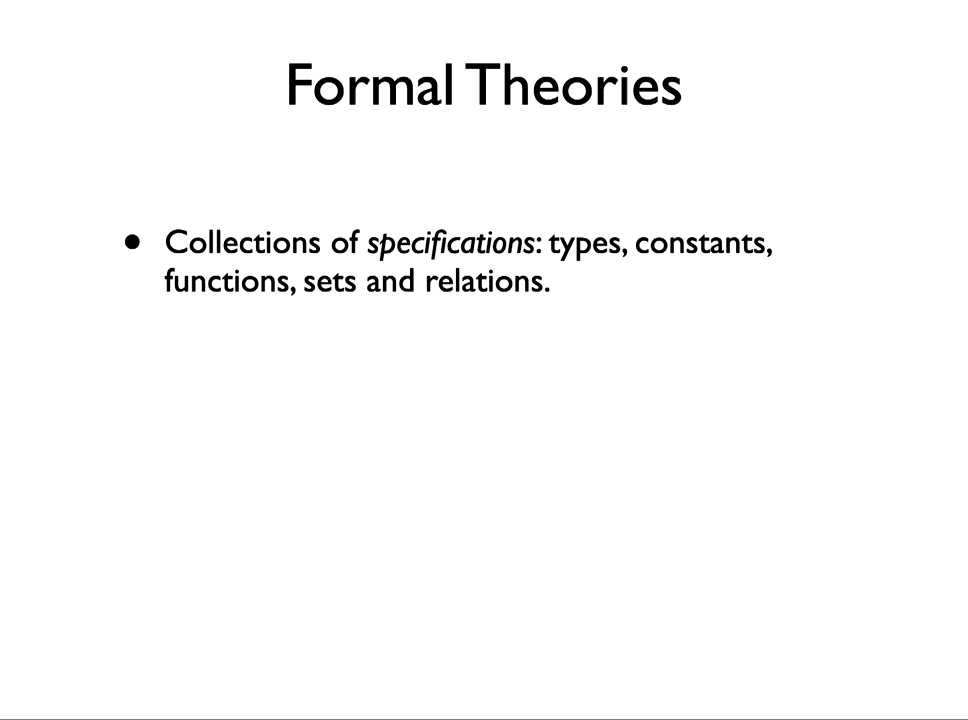 Formal Theories
• Collections of specifications: types, constants,
functions, sets and relations.